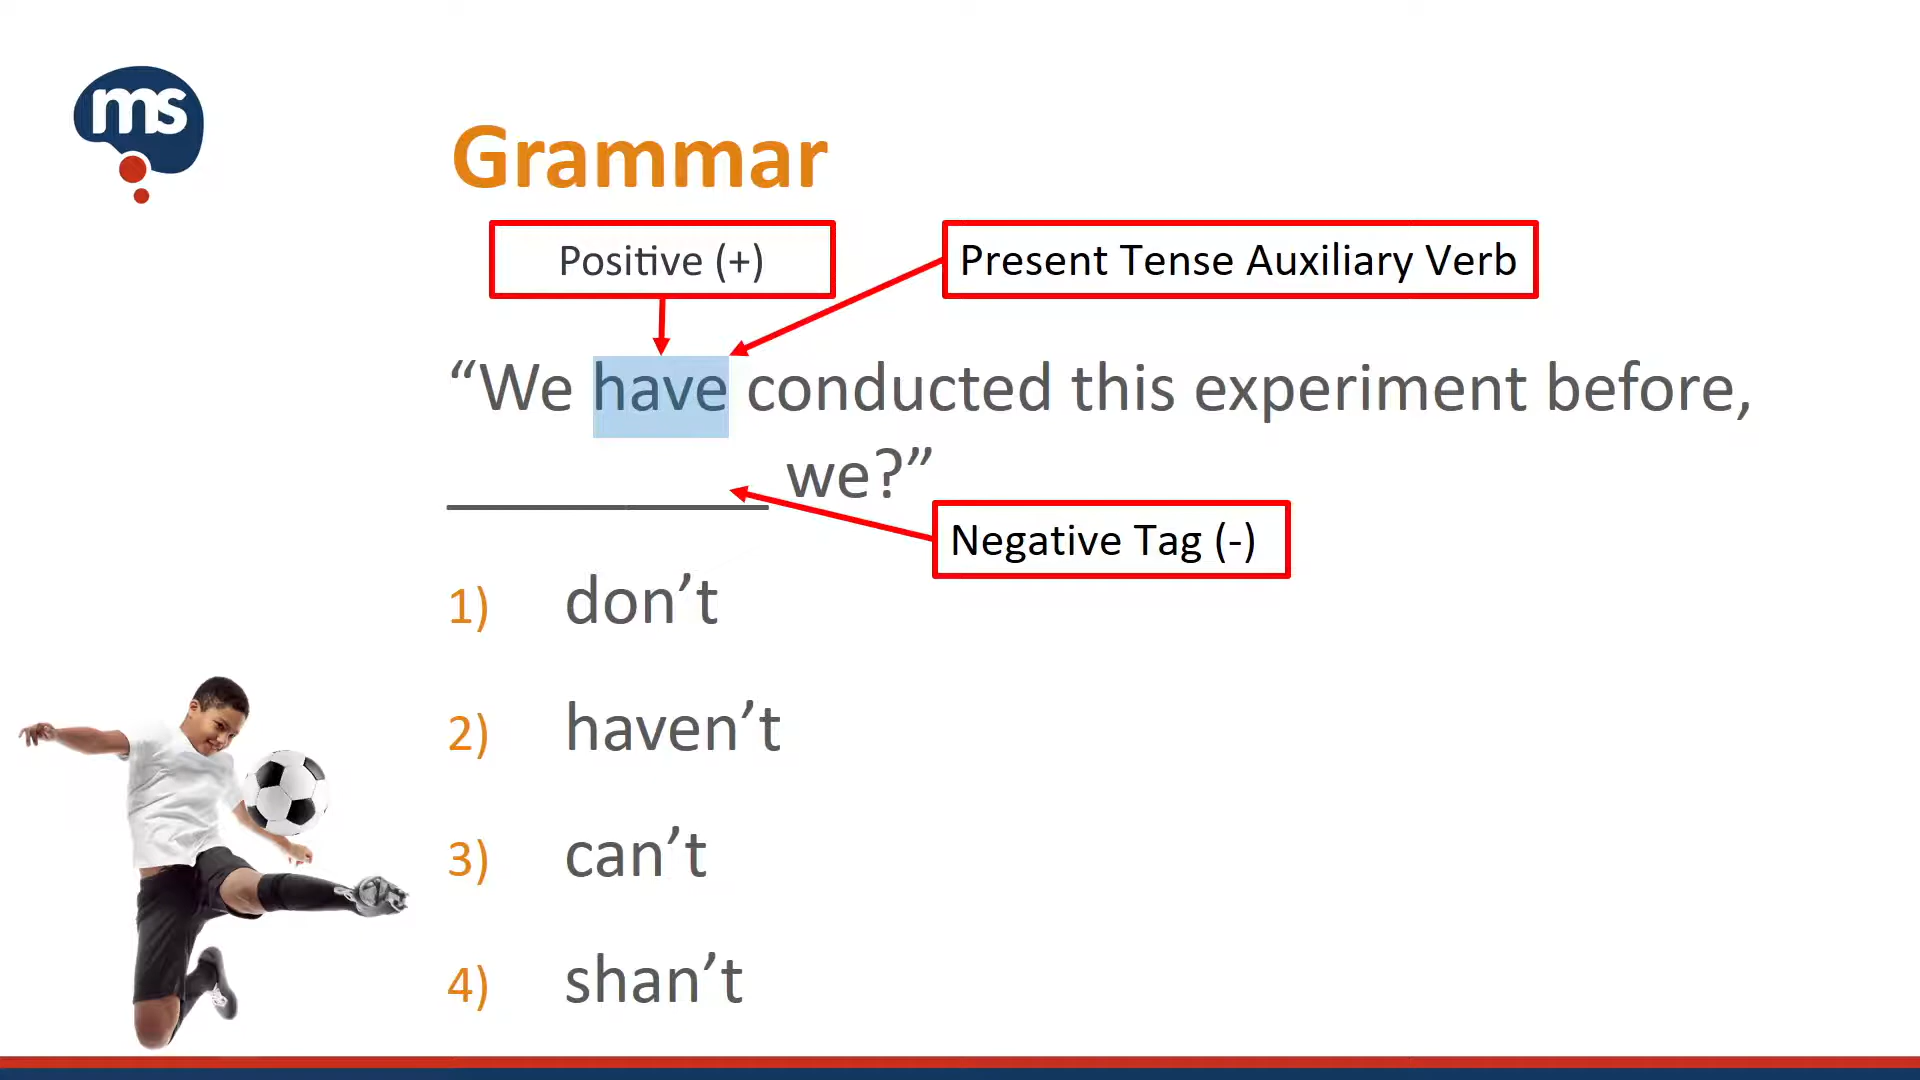 ms
Grammar
Positive (+)
Present Tense Auxiliary Verb
“We have conducted this experiment before,
__________ we?”
Negative Tag (-)
1) don’t
2) haven’t
3) can’t
4) shan’t